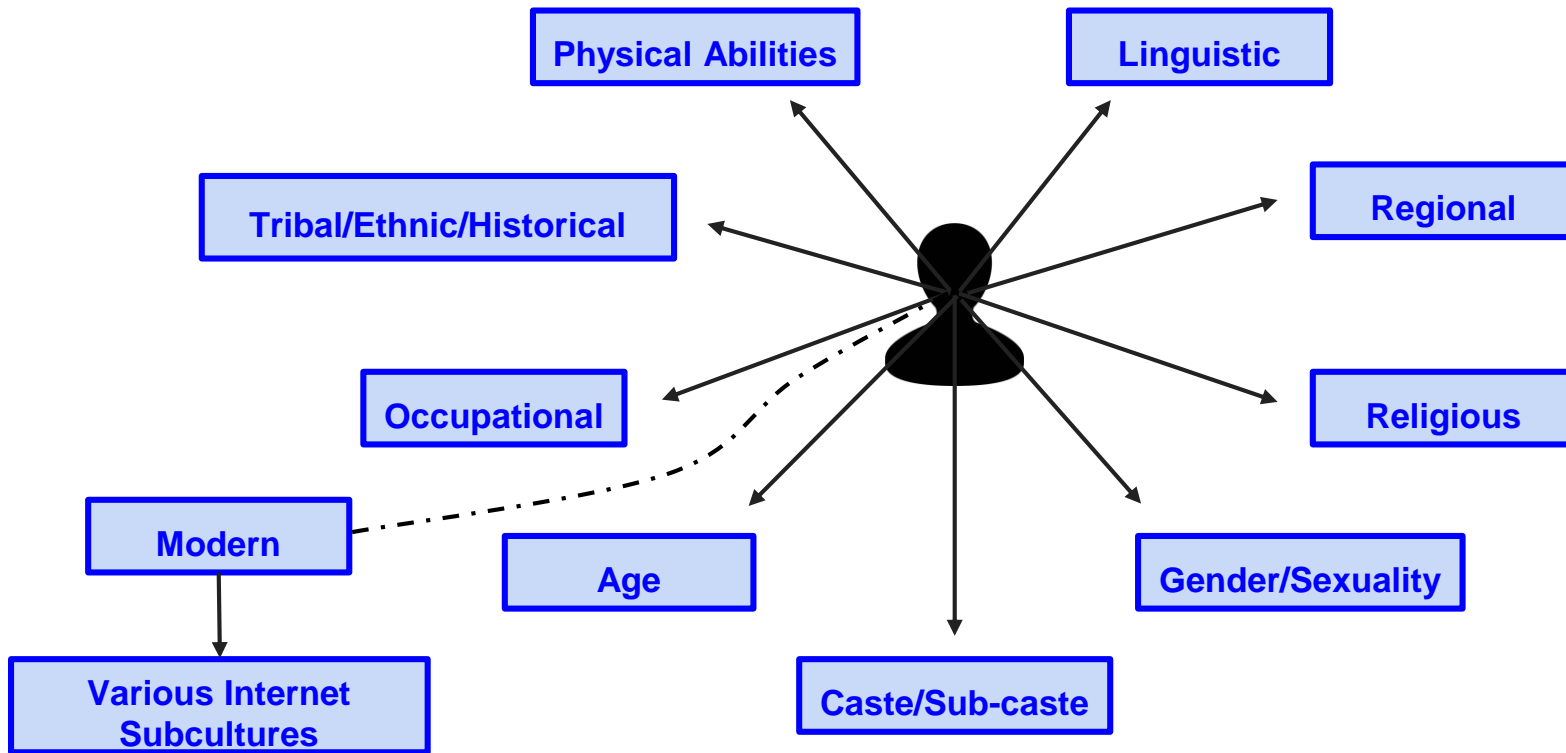 Physical Abilities
Linguistic
Tribal/Ethnic/Historical
Regional
Occupational
Religious
Modern
Age
Gender/Sexuality
Various Internet
Subcultures
Caste/Sub-caste